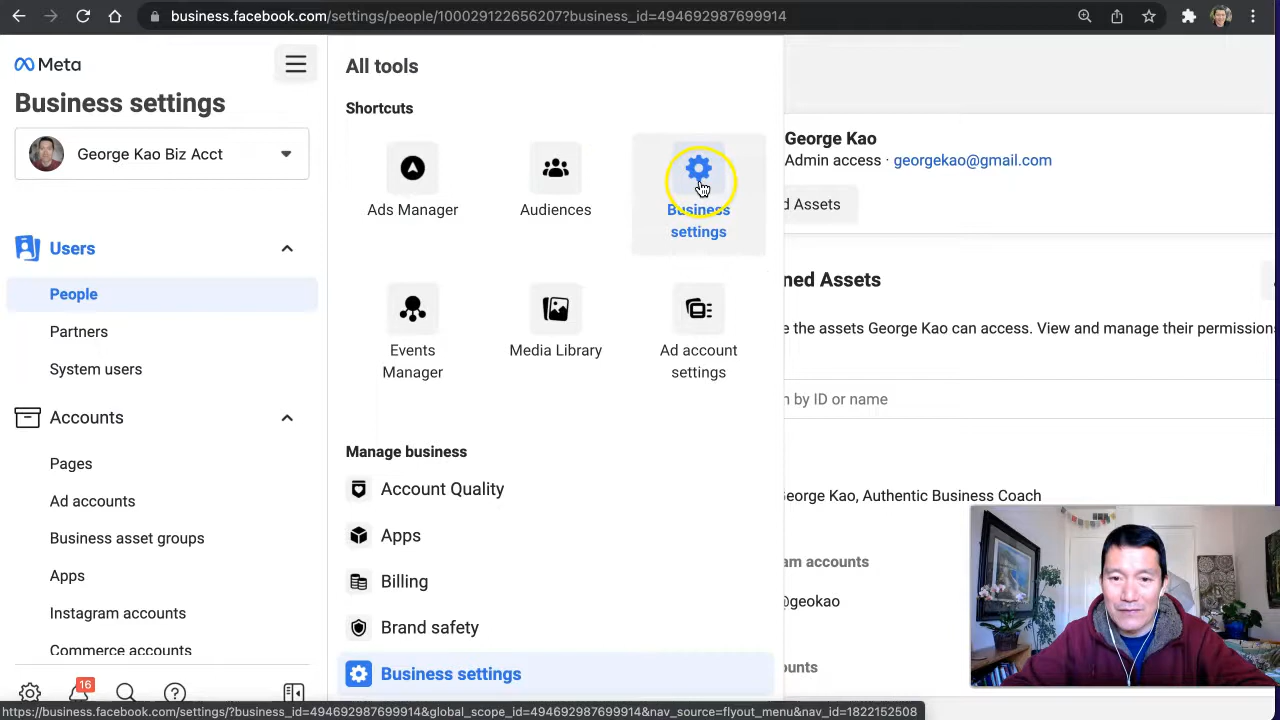 business.facebook.com/settings/people/100029122656207?business_id=494692987699914
Meta
Business settings
George Kao Biz Acct
Users
People
Partners
System users
Accounts
Pages
Ad accounts
Business asset groups
Apps
Instagram accounts
Commerce accounts
16
All tools
Shortcuts
Ads Manager
Audiences
Business
settings
Events
Manager
Media Library
Ad account
settings
Manage business
Account Quality
Apps
Billing
Brand safety
Business settings
George Kao
Admin access · georgekao@gmail.com
d Assets
ned Assets
e the assets George Kao can access. View and manage their permissions
n by ID or name
George Kao, Authentic Business Coach
am accounts
@geokao
ounts
https://business.facebook.com/settings/?business_id=494692987699914&global_scope_id=494692987699914&nav_source=flyout_menu&nav_id=1822152508